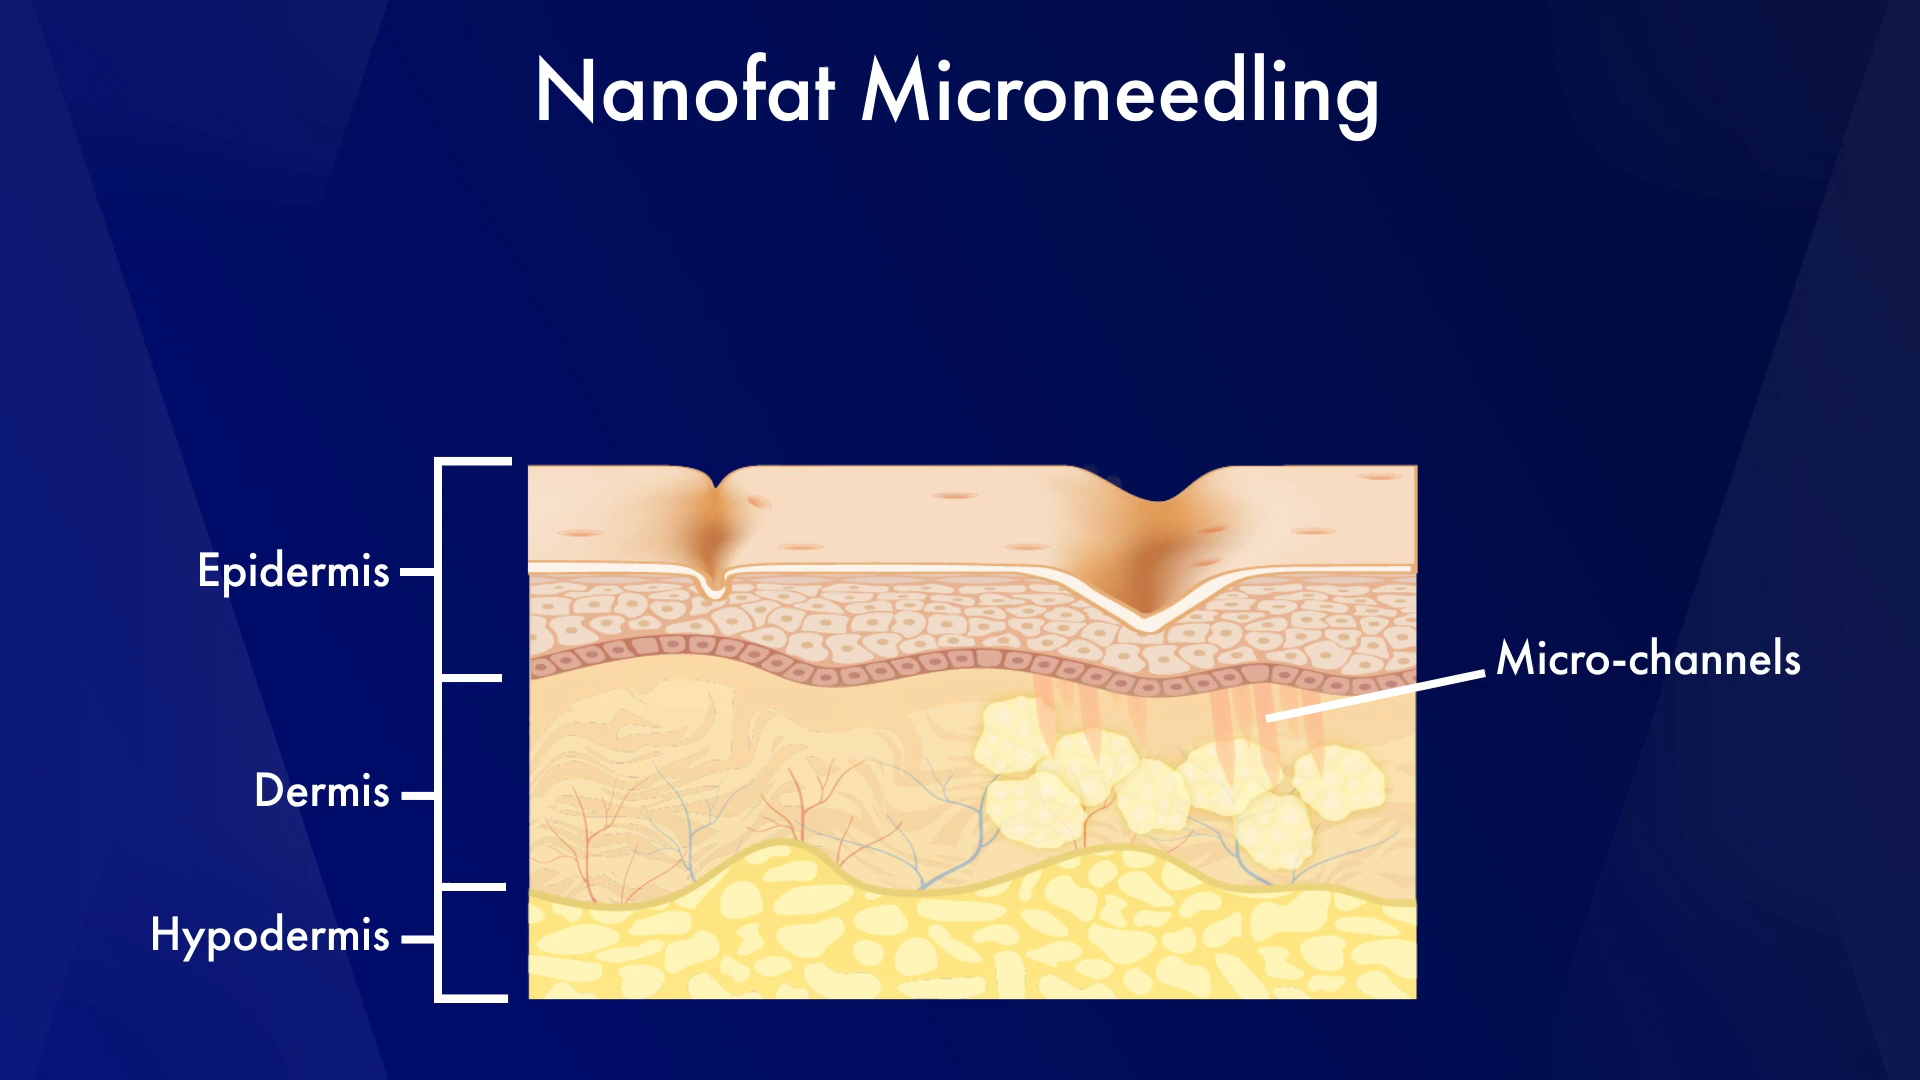 Nanofat Microneedling
Epidermis
Micro-channels
Dermis
Hypodermis